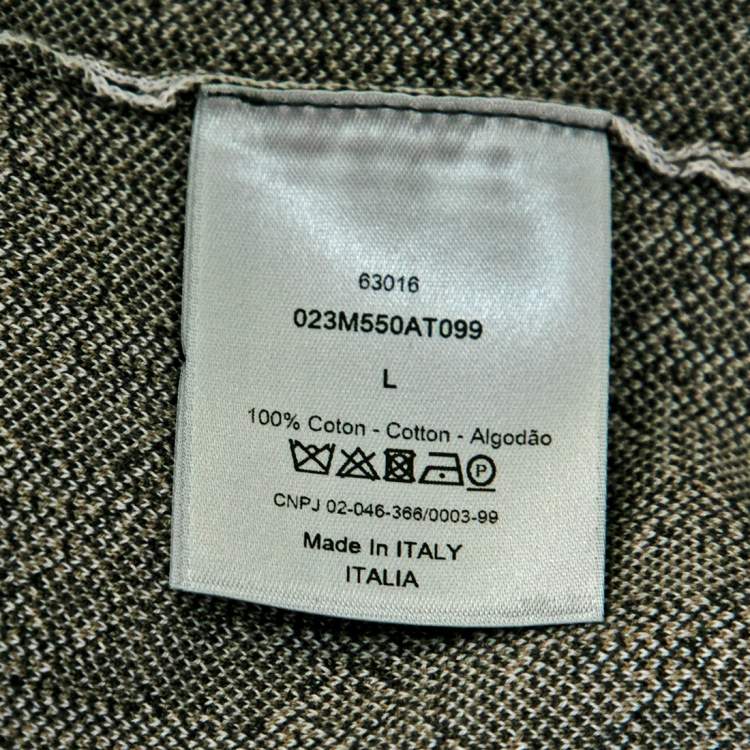 63016
023M550AT099
L
100% Coton - Cotton - Algodão
P
CNPJ 02-046-366/0003-99
Made In ITALY
ITALIA